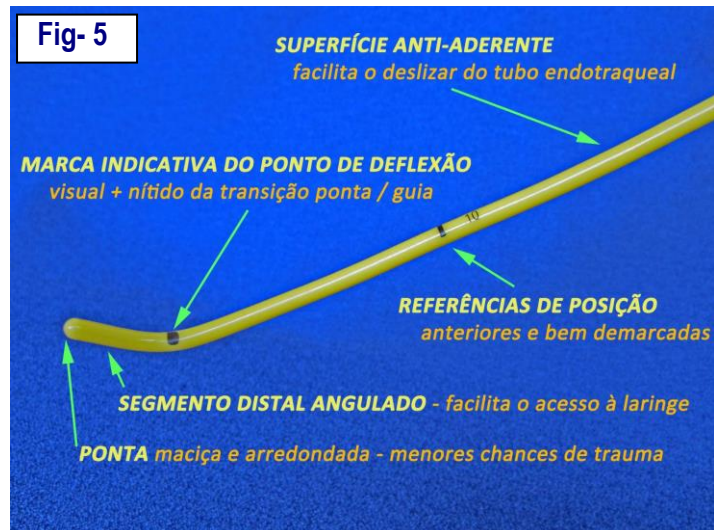 Fig- 5
SUPERFÍCIE ANTI-ADERENTE
facilita o deslizar do tubo endotraqueal
MARCA INDICATIVA DO PONTO DE DEFLEXÃO
visual + nítido da transição ponta / guia
10
REFERÊNCIAS DE POSIÇÃO
anteriores e bem demarcadas
SEGMENTO DISTAL ANGULADO - facilita o acesso à laringe
PONTA maciça e arredondada - menores chances de trauma